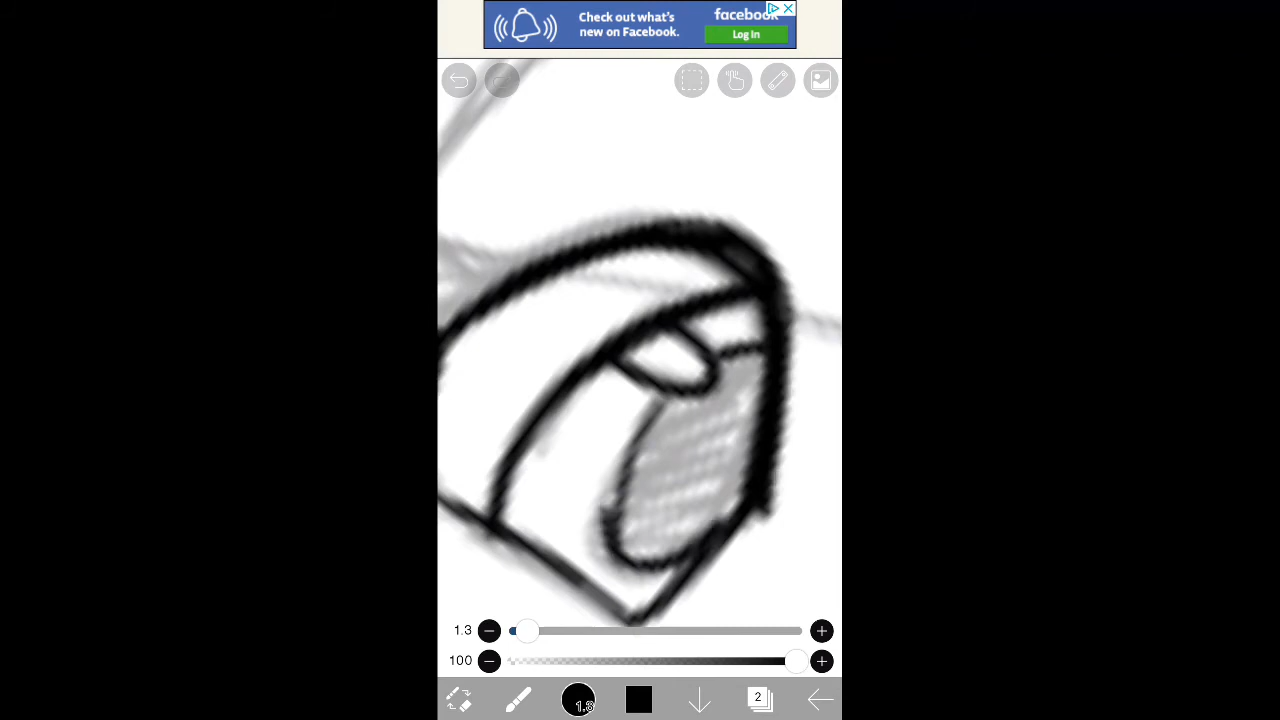 Check out what's
new on Facebook.
facebook
Log In
1.3
100
1.3
2